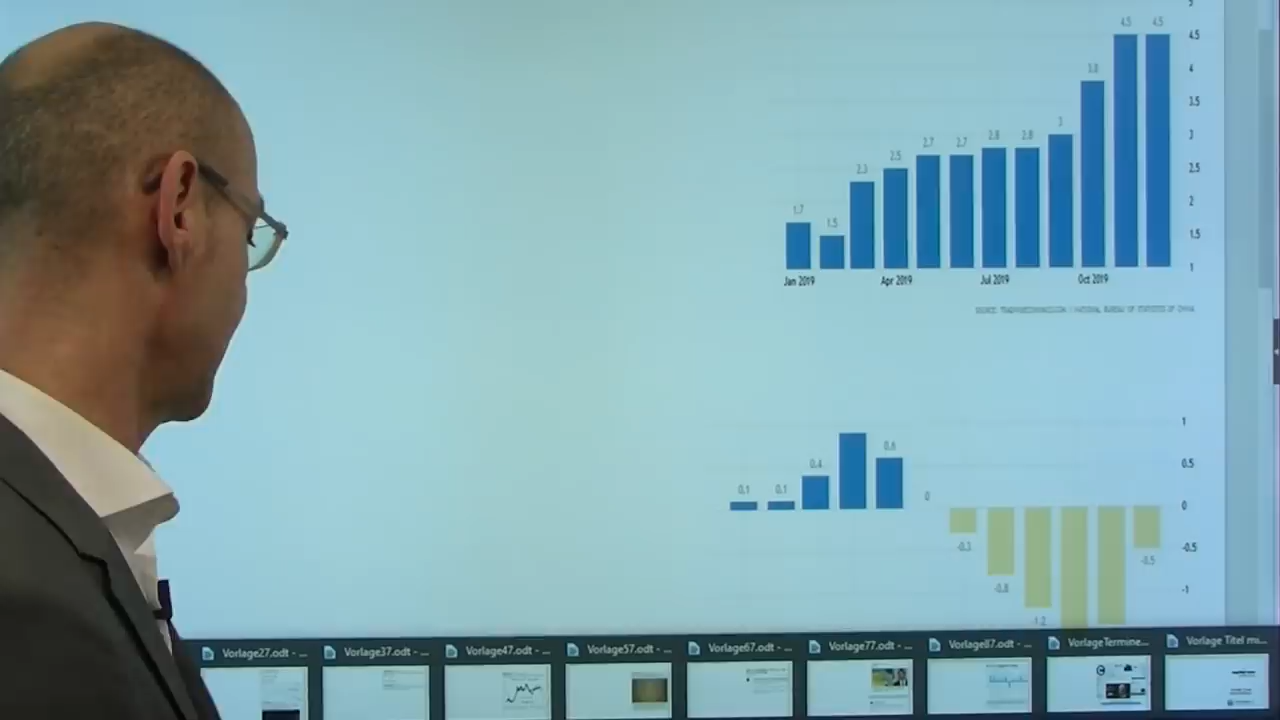 5
4.5 4.5
4.5
3.8 4
3.5
3 3
2.7 2.7 2.8 2.8
2.3 2.5 2.5
2
1.7 1.5 1.5
1
Jan 2019 Apr 2019 Jul 2019 Oct 2019
1
0.6 0.5
0.4
0.1 0.1 0 0
-0.3 -0.5
-0.5
-0.8 -1
-1.2
Vorlage27.odt - ... Vorlage37.odt - ... Vorlage47.odt - ... Vorlage57.odt - ... Vorlage67.odt - ... Vorlage77.odt - ... Vorlage87.odt - ... VorlageTermine... Vorlage Titel mi...